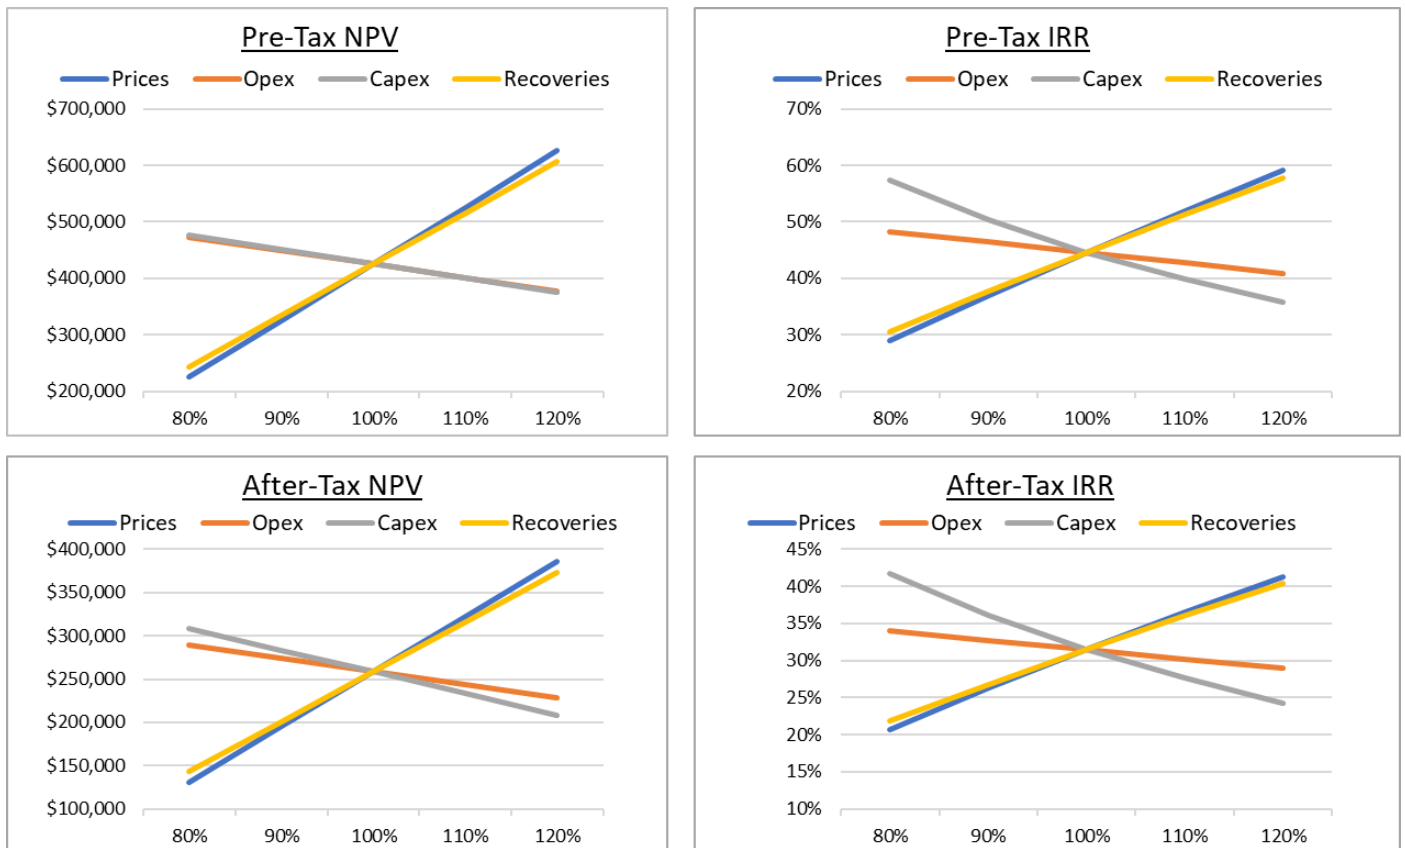 Pre-Tax NPV
Prices Opex Capex Recoveries
$700,000
$600,000
$500,000
$400,000
$300,000
$200,000
80% 90% 100% 110% 120%
Pre-Tax IRR
Prices Opex Capex Recoveries
70%
60%
50%
40%
30%
20%
80% 90% 100% 110% 120%
After-Tax NPV
Prices Opex Capex Recoveries
$400,000
$350,000
$300,000
$250,000
$200,000
$150,000
$100,000
80% 90% 100% 110% 120%
After-Tax IRR
Prices Opex Capex Recoveries
45%
40%
35%
30%
25%
20%
15%
10%
80% 90% 100% 110% 120%